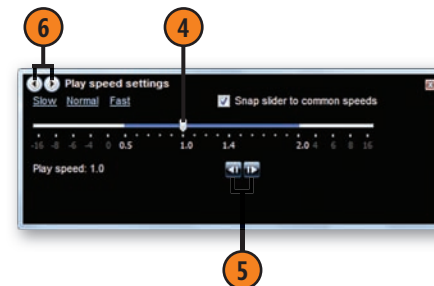 6
4
Play speed settings
Slow Normal Fast
Snap slider to common speeds
-16 -8 -6 -4 0 0.5 1.0 1.4 2.0 4 6 8 16
Play speed: 1.0
5